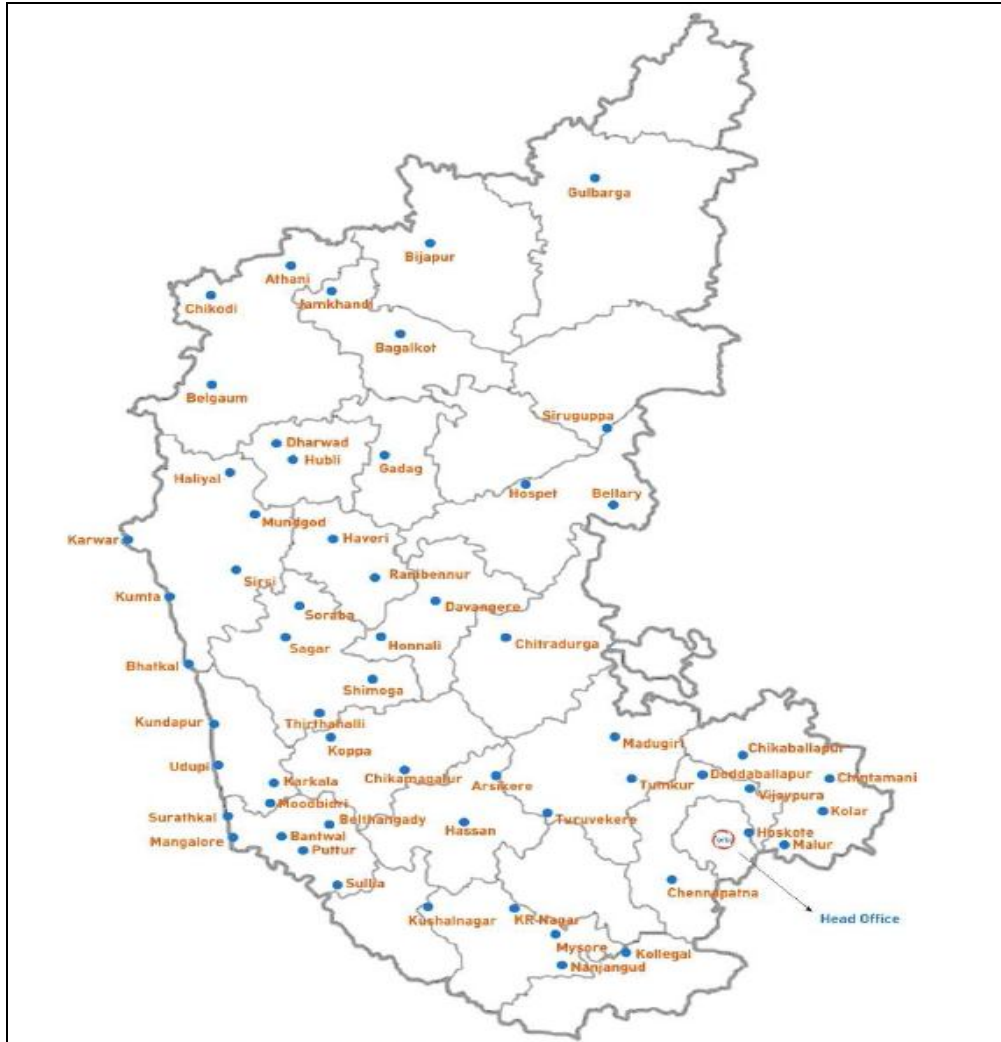 Gulbarga
Bijapur
Athani
Jamkhandi
Chikodi
Bagalkot
Belgaum
Siruguppa
Dharwad
Hubli
Gadag
Haliyal
Hospet
Bellary
Mundgod
Karwar
Haveri
Sirsi
Ranibennur
Kumta
Soraba
Davangere
Sagar
Honnali
Chitradurga
Bhatkal
Shimoga
Kundapur
Thirthahalli
Koppa
Madugiri
Chikaballapur
Udupi
Karkala
Chikamagalur
Arsikere
Tumkur
Doddaballapur
Chintamani
Vijaypura
Moodbidri
Surathkal
Belthangady
Turuvekere
Kolar
Mangalore
Bantwal
Hassan
Hoskote
Puttur
Malur
Sullia
Chennapatna
Kushalnagar
KR Nagar
Head Office
Mysore
Kollegal
Nanjangud